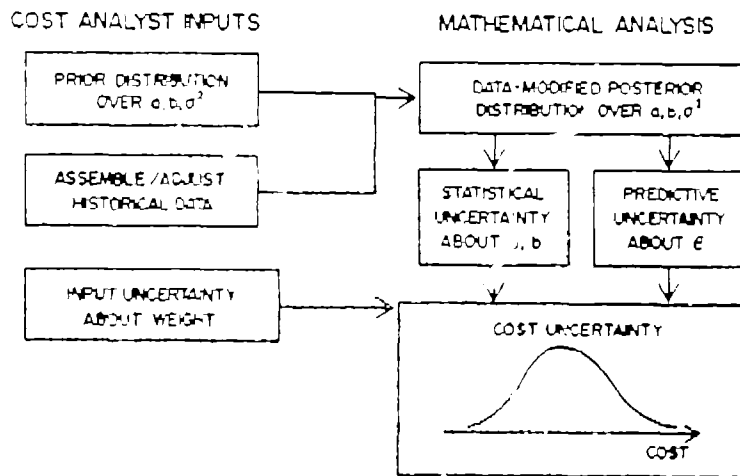 COST ANALYST INPUTS
MATHEMATICAL ANALYSIS
PRIOR DISTRIBUTION
OVER a, b, σ²
DATA-MODIFIED POSTERIOR
DISTRIBUTION OVER a, b, σ²
ASSEMBLE/ADJUST
HISTORICAL DATA
STATISTICAL
UNCERTAINTY
ABOUT b
PREDICTIVE
UNCERTAINTY
ABOUT ϵ
INPUT UNCERTAINTY
ABOUT WEIGHT
COST UNCERTAINTY
COST